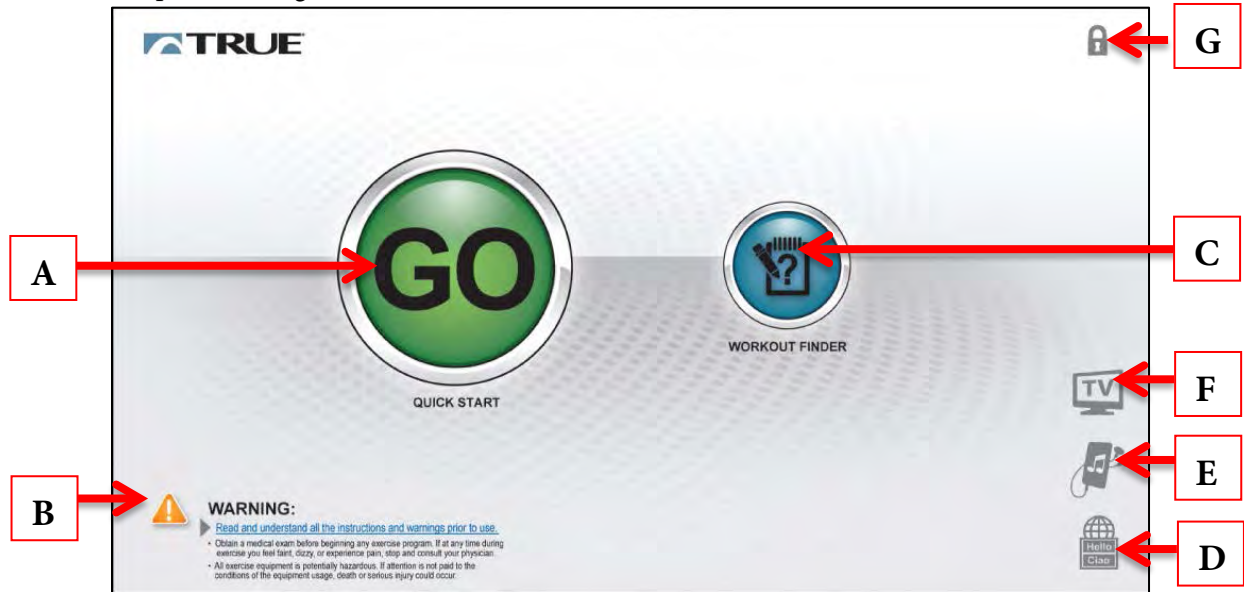 TRUE
G
GO
A
?
C
WORKOUT FINDER
TV
F
QUICK START
E
B
WARNING:
Read and understand all the instructions and warnings prior to use.
• Obtain a medical exam before beginning any exercise program. If at any time during
exercise you feel faint, dizzy, or experience pain, stop and consult your physician.
• All exercise equipment is potentially hazardous. If attention is not paid to the
conditions of the equipment usage, death or serious injury could occur.
Hello
Ciao
D